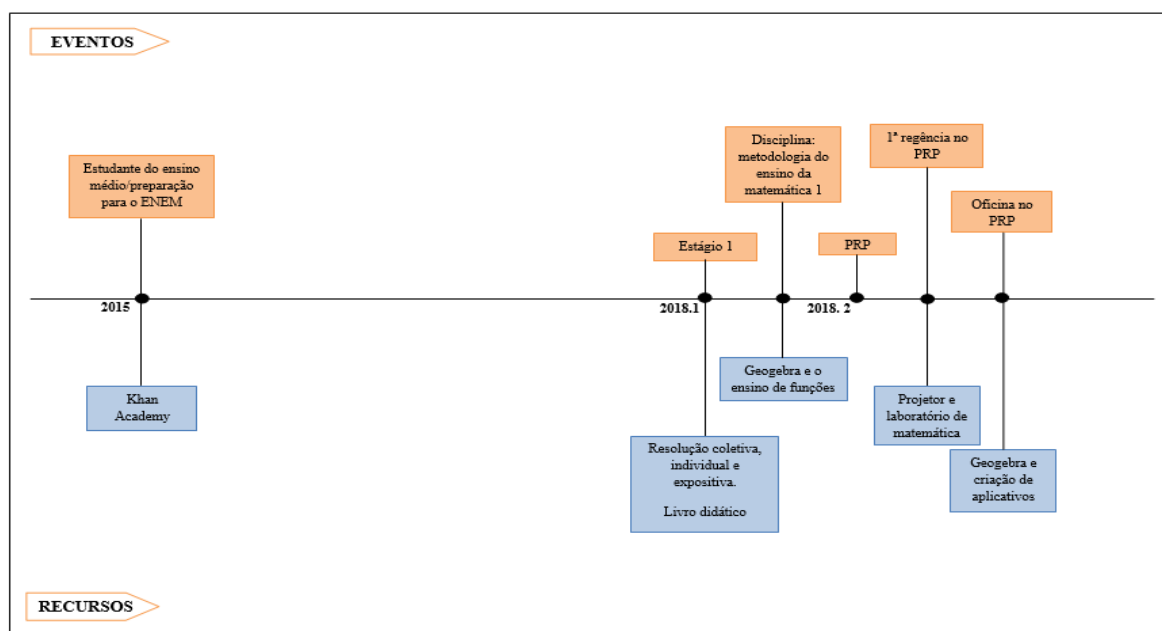 EVENTOS
Estudante do ensino
médio/preparação
para o ENEM
Estágio 1
Disciplina:
metodologia do
ensino da
matemática 1
PRP
1ª regência no
PRP
Oficina no
PRP
2015
2018.1
2018. 2
Khan
Academy
Resolução coletiva,
individual e
expositiva.
Livro didático
Geogebra e o
ensino de funções
Projetor e
laboratório de
matemática
Geogebra e
criação de
aplicativos
RECURSOS